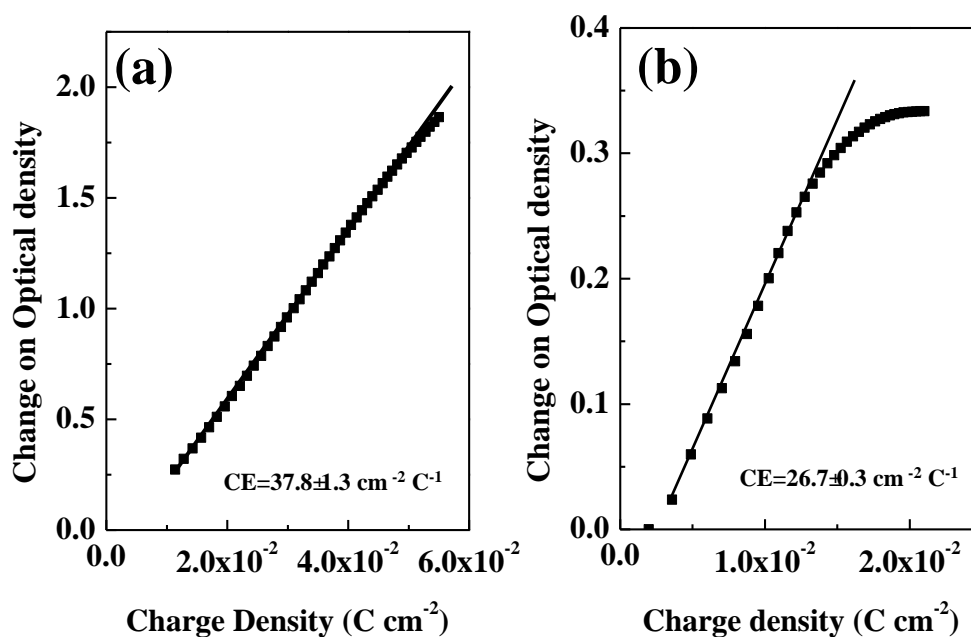 (a)
Change on Optical density
2.0
1.5
1.0
0.5
0.0
CE=37.8±1.3 cm⁻² C⁻¹
0.0 2.0x10⁻² 4.0x10⁻² 6.0x10⁻²
Charge Density (C cm⁻²)
(b)
Change on Optical density
0.4
0.3
0.2
0.1
0.0
CE=26.7±0.3 cm⁻² C⁻¹
0.0 1.0x10⁻² 2.0x10⁻²
Charge density (C cm⁻²)